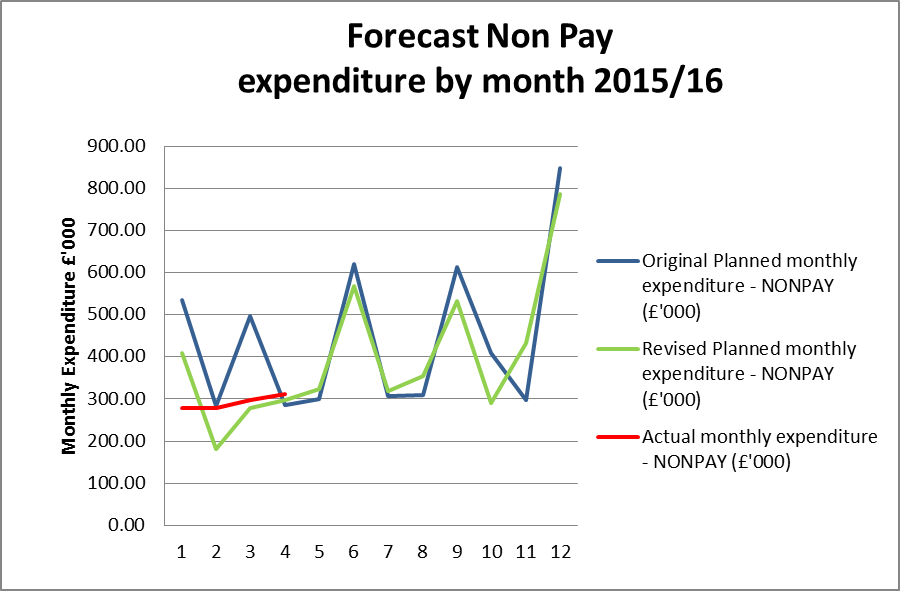 Forecast Non Pay
expenditure by month 2015/16
Monthly Expenditure £'000
900.00
800.00
700.00
600.00
500.00
400.00
300.00
200.00
100.00
0.00
1 2 3 4 5 6 7 8 9 10 11 12
Original Planned monthly
expenditure - NONPAY
(£'000)
Revised Planned monthly
expenditure - NONPAY
(£'000)
Actual monthly expenditure
- NONPAY (£'000)